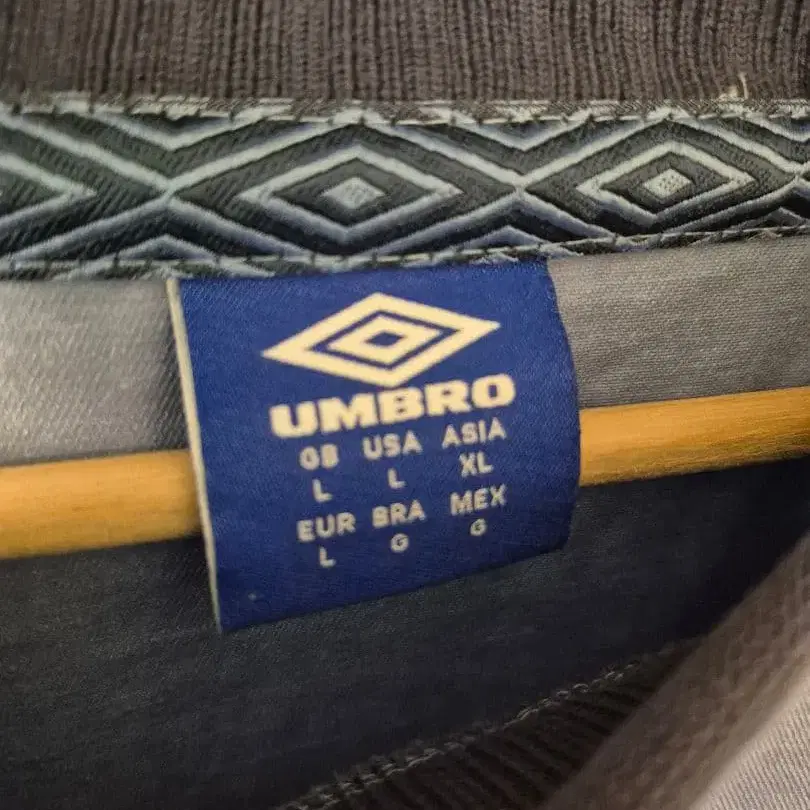 UMBRO
GB USA ASIA
L L XL
EUR BRA MEX
L G G